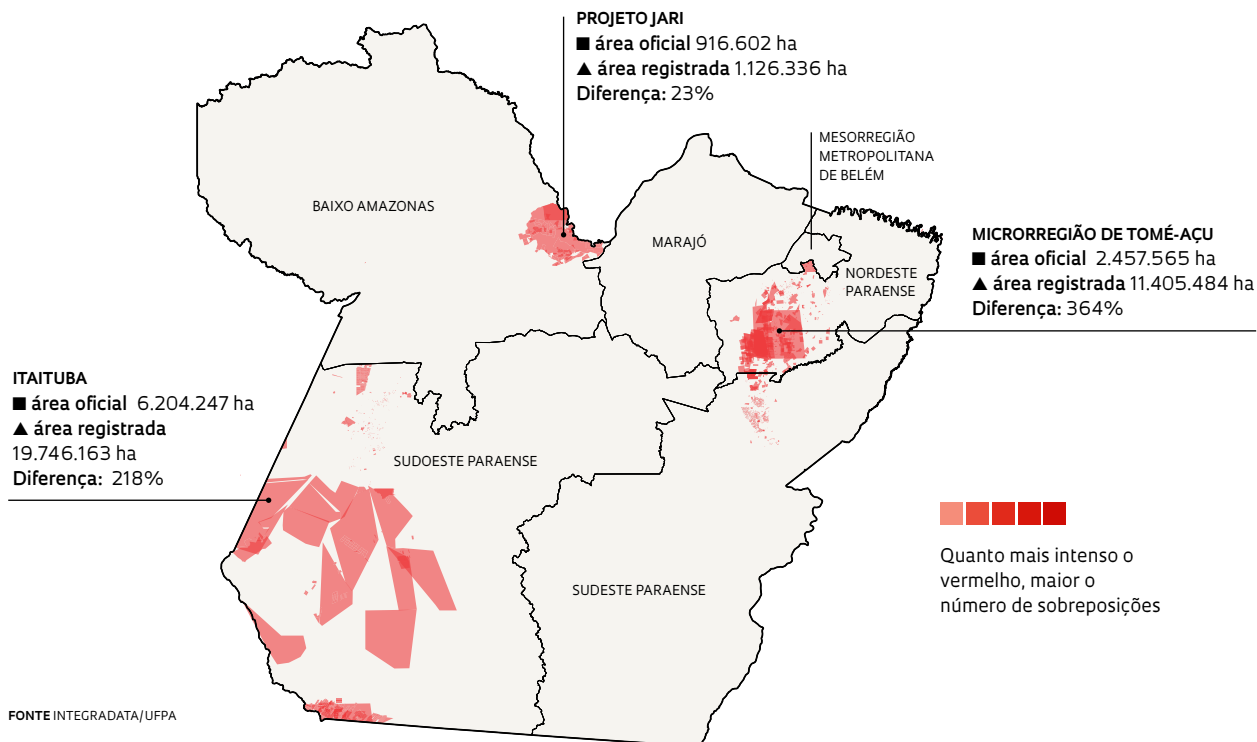 PROJETO JARI
■ área oficial 916.602 ha
▲ área registrada 1.126.336 ha
Diferença: 23%
MESORREGIÃO
METROPOLITANA
DE BELÉM
BAIXO AMAZONAS
MARAJÓ
NORDESTE
PARAENSE
MICRORREGIÃO DE TOMÉ-AÇU
■ área oficial 2.457.565 ha
▲ área registrada 11.405.484 ha
Diferença: 364%
ITAITUBA
■ área oficial 6.204.247 ha
▲ área registrada
19.746.163 ha
Diferença: 218%
SUDOESTE PARAENSE
SUDESTE PARAENSE
Quanto mais intenso o
vermelho, maior o
número de sobreposições
FONTE INTEGRADATA/UFPA